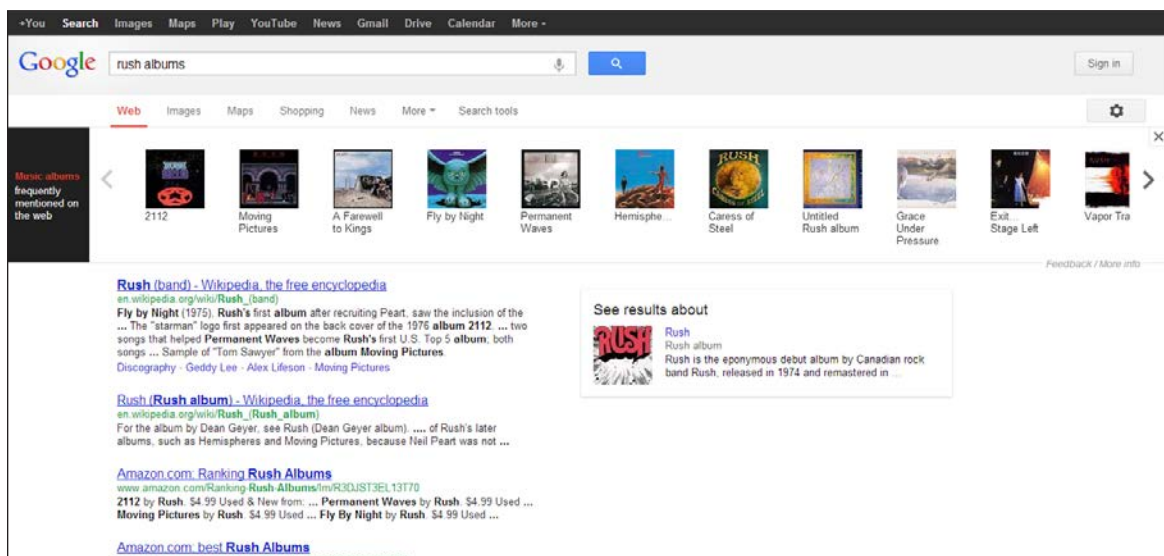 +You Search Images Maps Play YouTube News Gmail Drive Calendar More
Google rush albums Sign in
Web Images Maps Shopping News More Search tools
Music albums
frequently
mentioned on
the web
2112
Moving
Pictures
A Farewell
to Kings
Fly by Night
Permanent
Waves
Hemisphe...
Caress of
Steel
Untitled
Rush album
Grace
Under
Pressure
Exit...
Stage Left
Vapor Tra
Feedback / More info
Rush (band) - Wikipedia, the free encyclopedia
en.wikipedia.org/wiki/Rush_(band)
Fly by Night (1975), Rush's first album after recruiting Peart, saw the inclusion of the
... The "starman" logo first appeared on the back cover of the 1976 album 2112. ... two
songs that helped Permanent Waves become Rush's first U.S. Top 5 album; both
songs ... Sample of "Tom Sawyer" from the album Moving Pictures.
Discography - Geddy Lee - Alex Lifeson - Moving Pictures
Rush (Rush album) - Wikipedia, the free encyclopedia
en.wikipedia.org/wiki/Rush_(Rush_album)
For the album by Dean Geyer, see Rush (Dean Geyer album). .... of Rush's later
albums, such as Hemispheres and Moving Pictures, because Neil Peart was not ...
Amazon.com: Ranking Rush Albums
www.amazon.com/Ranking-Rush-Albums/lm/R3DJST3EL13T70
2112 by Rush. $4.99 Used & New from: ... Permanent Waves by Rush. $4.99 Used ...
Moving Pictures by Rush. $4.99 Used ... Fly By Night by Rush. $4.99 Used ...
Amazon.com: best Rush Albums
See results about
RUSH
Rush
Rush album
Rush is the eponymous debut album by Canadian rock
band Rush, released in 1974 and remastered in ...